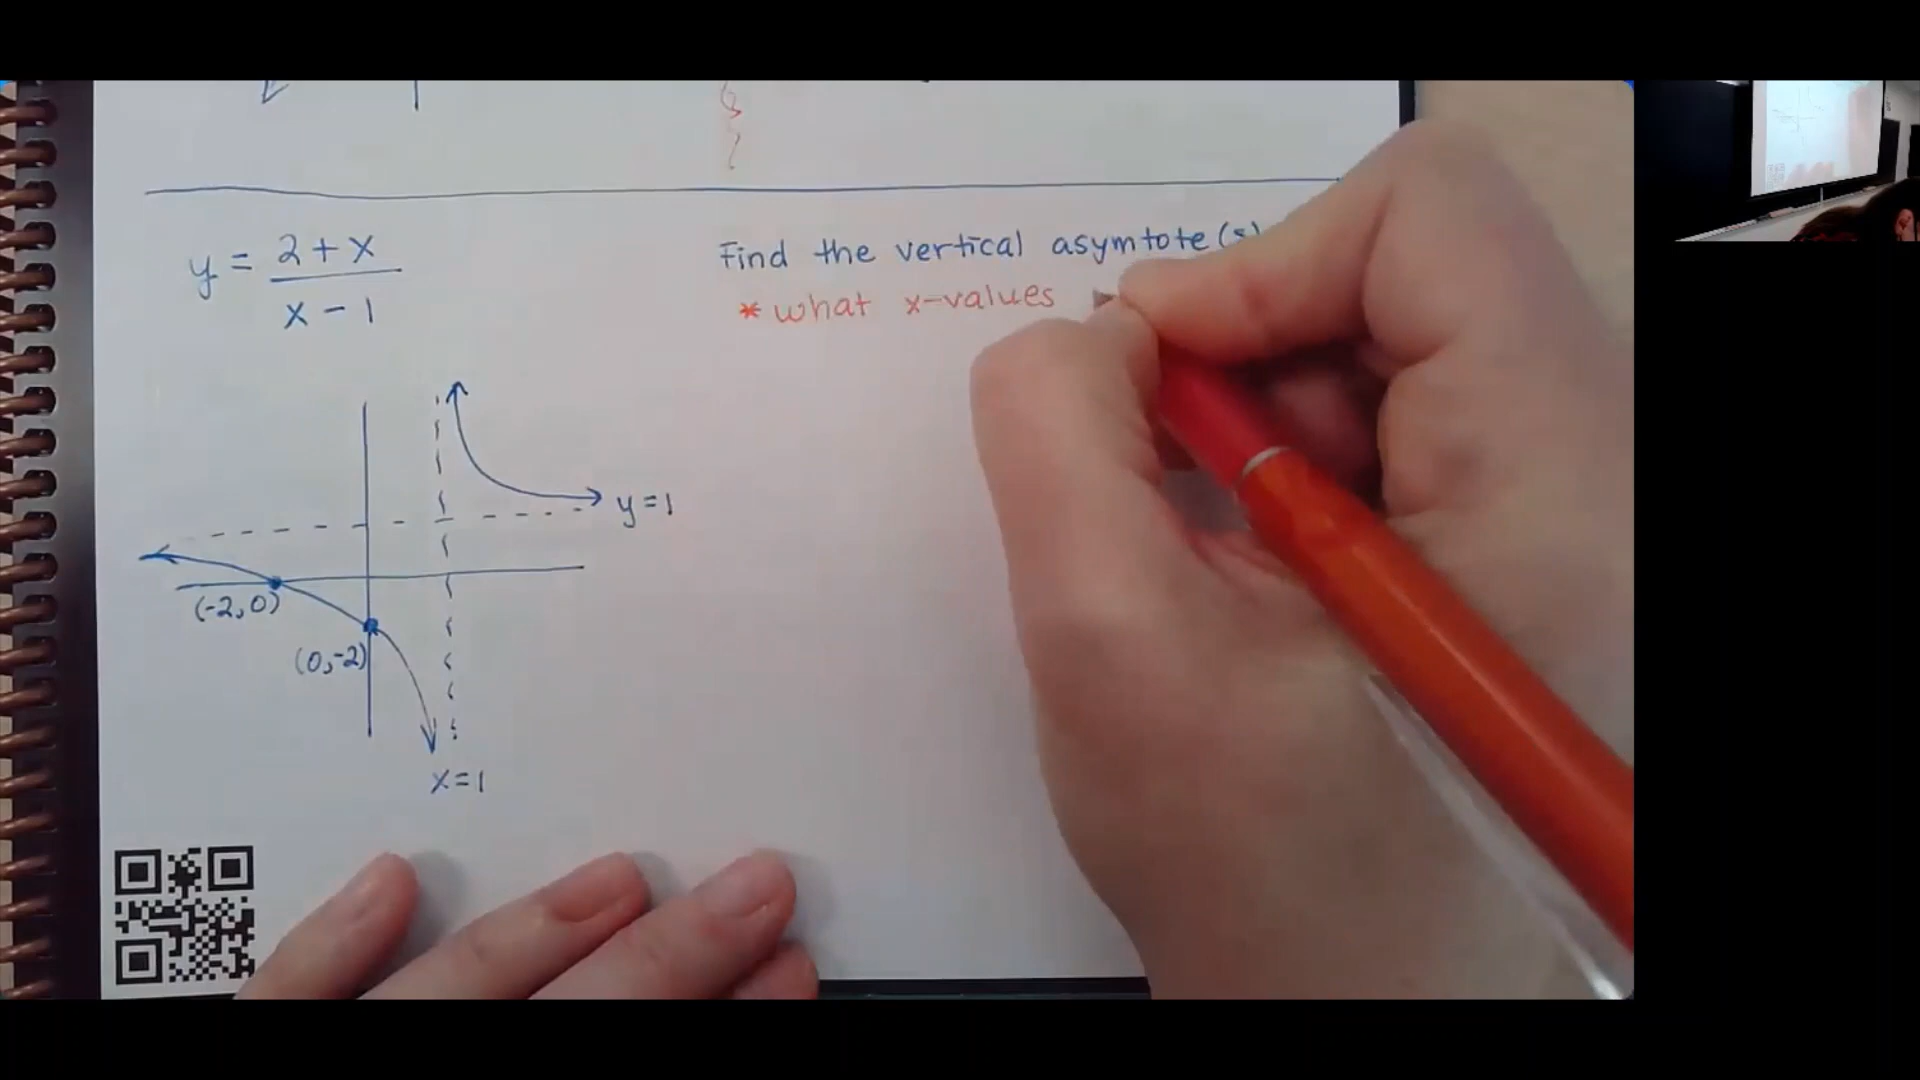 y = 2 + x
x - 1
Find the vertical asymtote(s)
* what x-values
y = 1
(-2, 0)
(0, -2)
x = 1